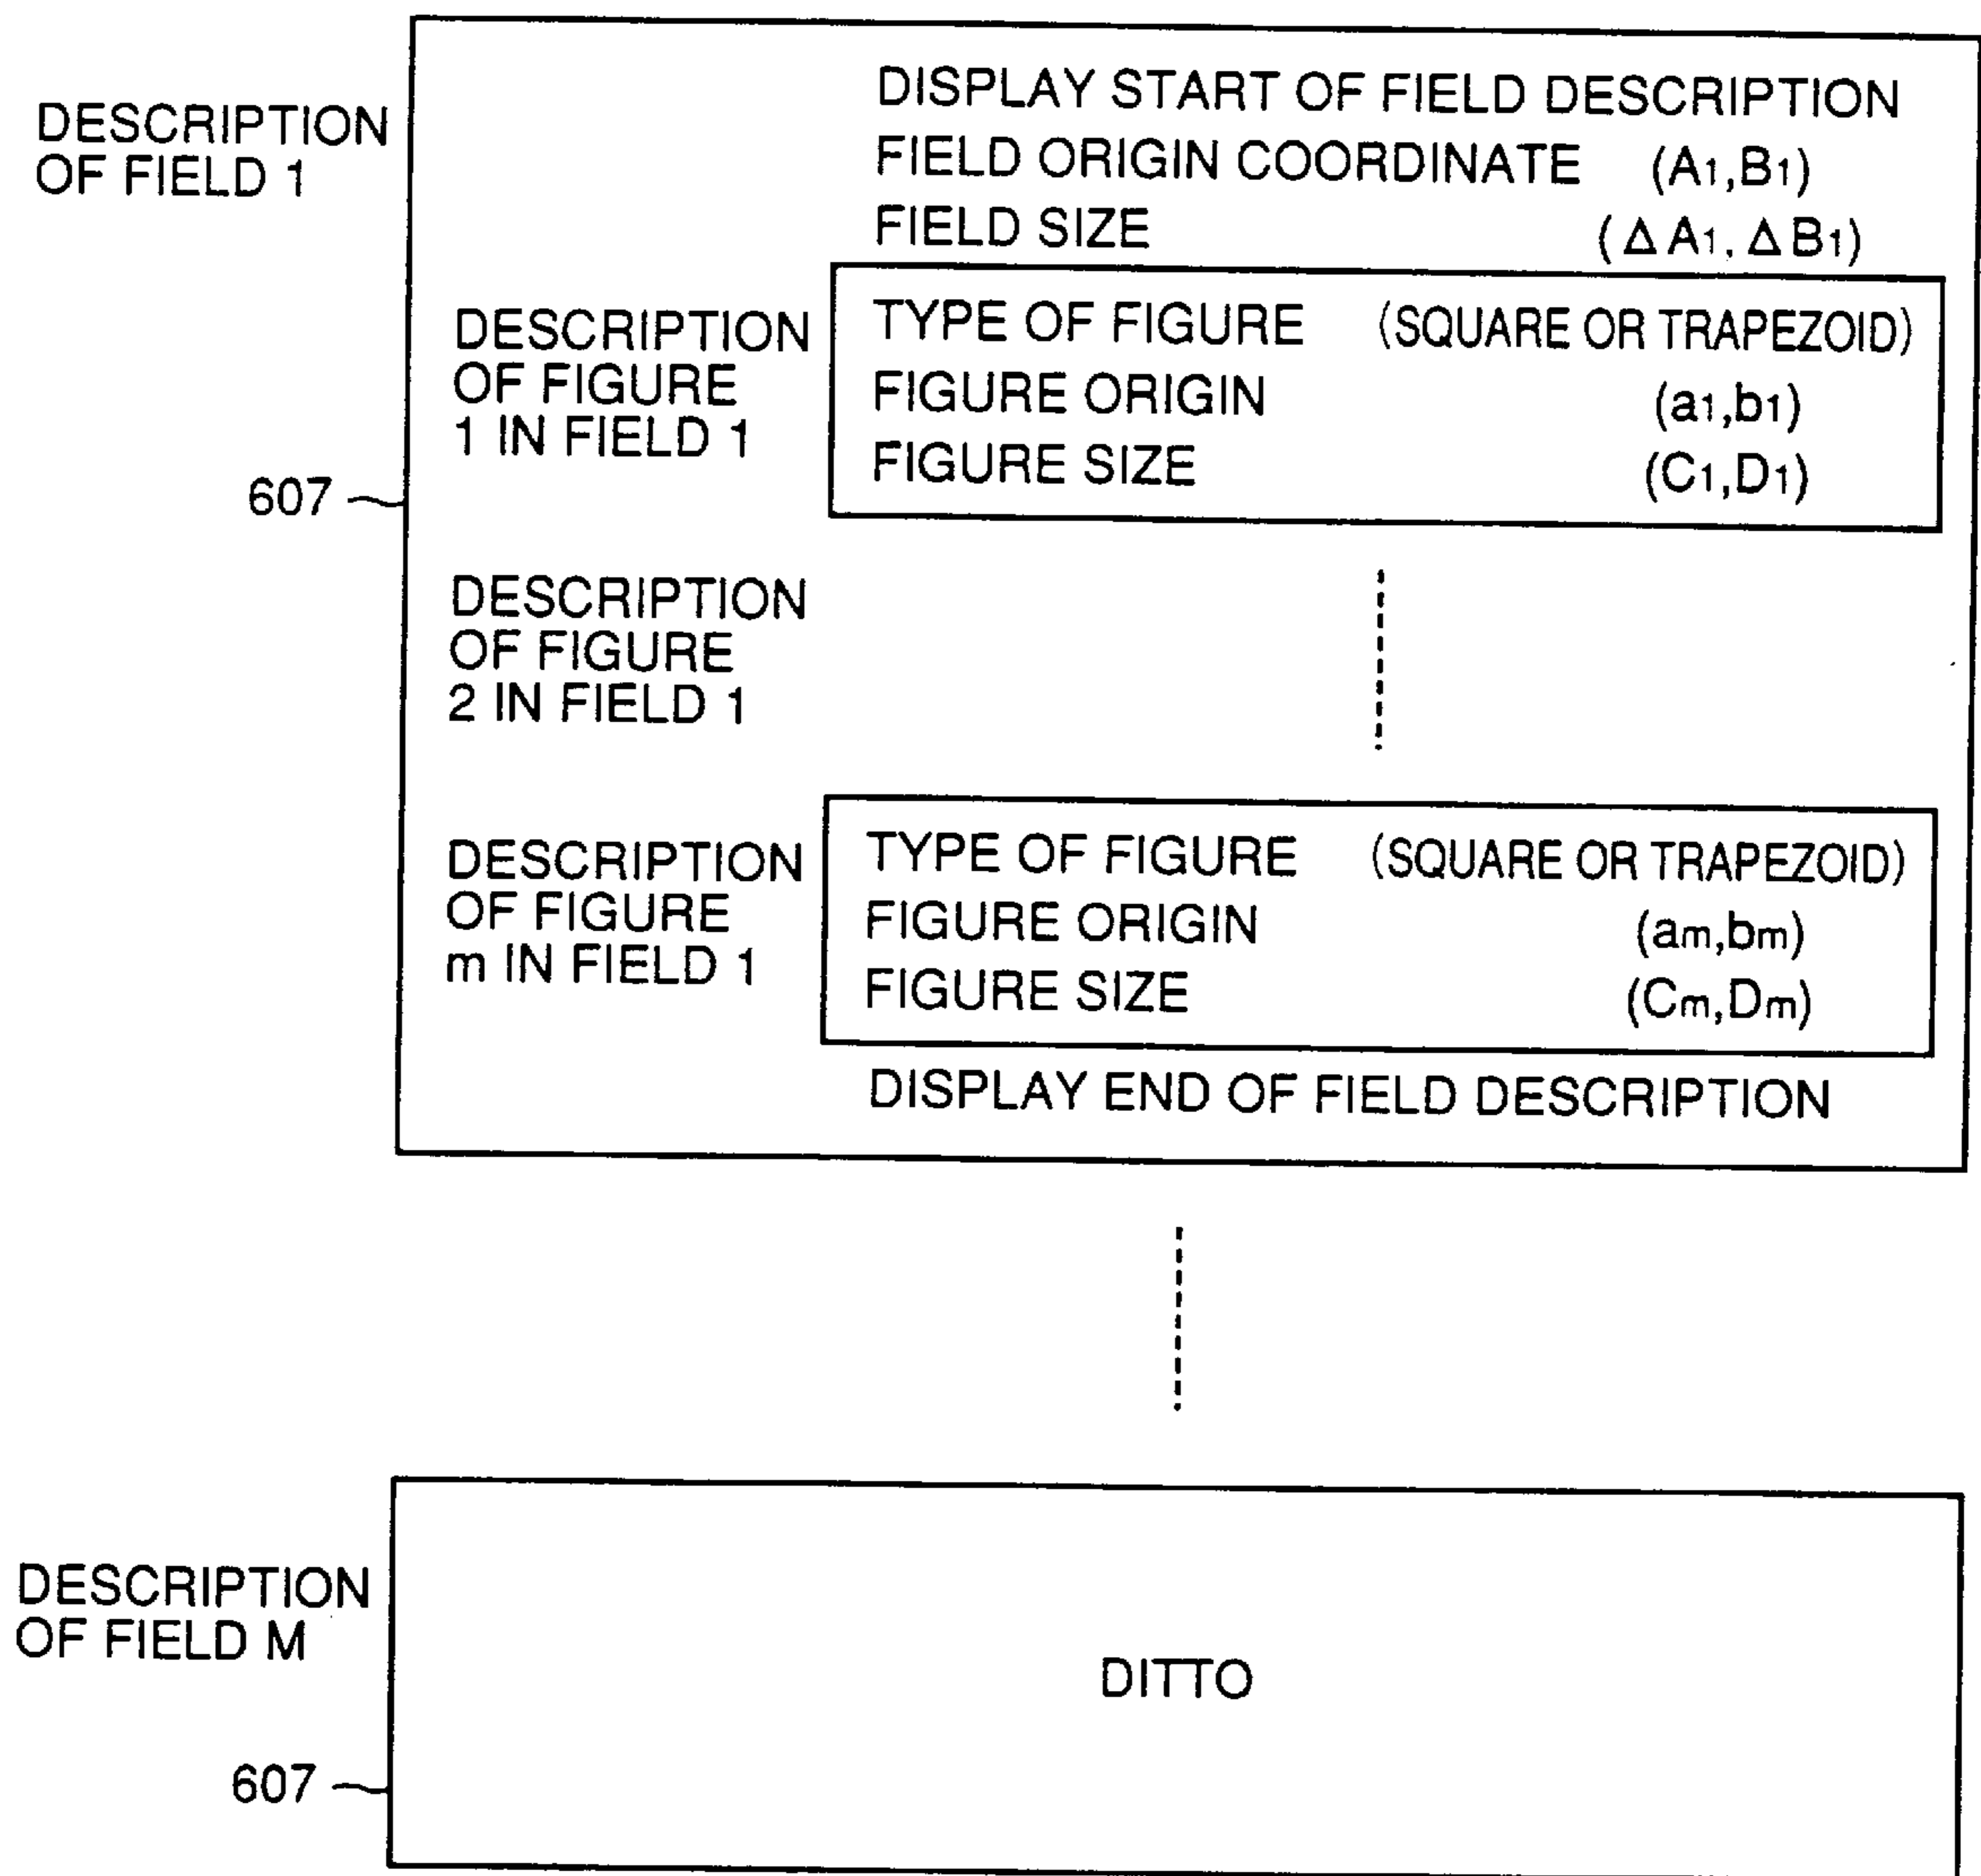 DESCRIPTION
OF FIELD 1
DISPLAY START OF FIELD DESCRIPTION
FIELD ORIGIN COORDINATE (A1,B1)
FIELD SIZE (ΔA1, ΔB1)
DESCRIPTION
OF FIGURE
1 IN FIELD 1
TYPE OF FIGURE (SQUARE OR TRAPEZOID)
FIGURE ORIGIN (a1,b1)
FIGURE SIZE (C1,D1)
607
DESCRIPTION
OF FIGURE
2 IN FIELD 1
DESCRIPTION
OF FIGURE
m IN FIELD 1
TYPE OF FIGURE (SQUARE OR TRAPEZOID)
FIGURE ORIGIN (am,bm)
FIGURE SIZE (Cm,Dm)
DISPLAY END OF FIELD DESCRIPTION
DESCRIPTION
OF FIELD M
DITTO
607